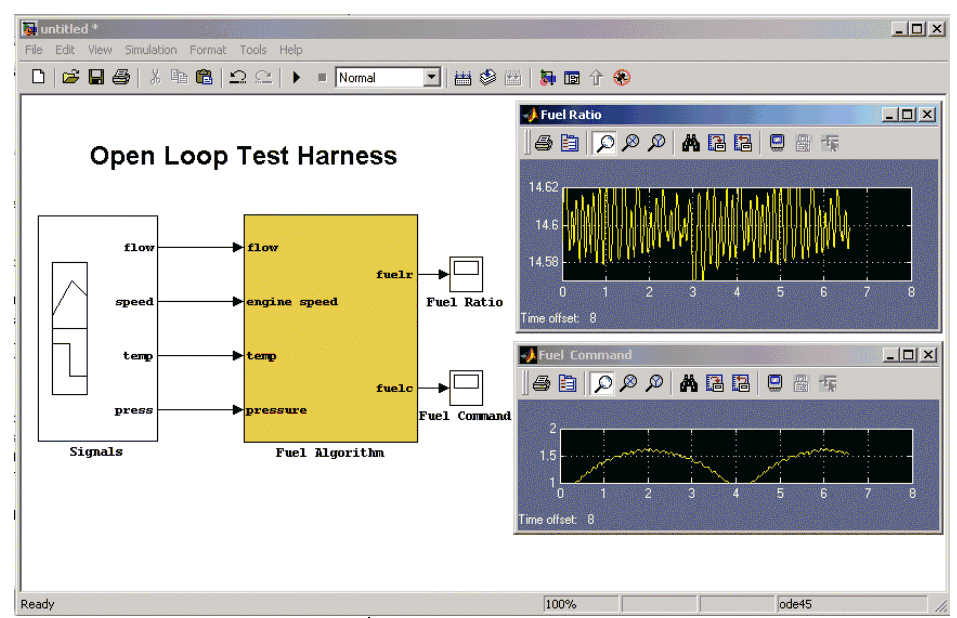 untitled *
File Edit View Simulation Format Tools Help
Normal
Open Loop Test Harness
flow
speed
temp
press
Signals
flow
engine speed
temp
pressure
fuelr
fuelc
Fuel Algorithm
Fuel Ratio
Fuel Command
Fuel Ratio
14.62
14.6
14.58
0 1 2 3 4 5 6 7 8
Time offset: 8
Fuel Command
2
1.5
1
0 1 2 3 4 5 6 7 8
Time offset: 8
Ready 100% ode45